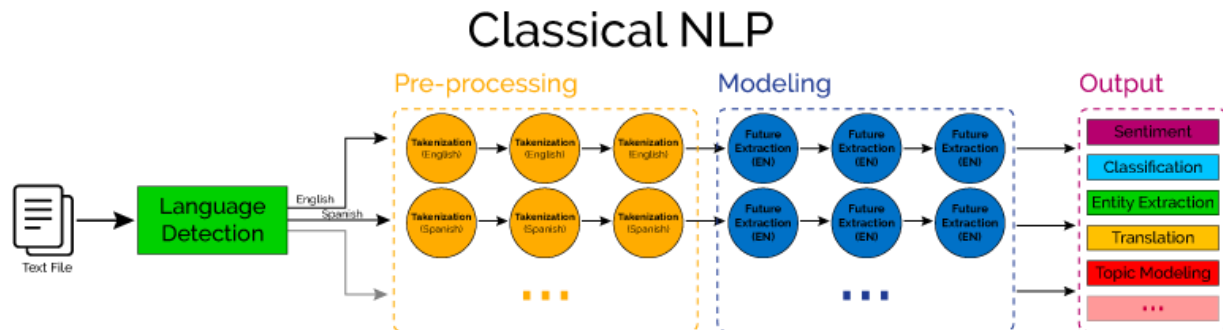 Classical NLP
Pre-processing
Modeling
Output
Text File
Language
Detection
English
Spanish
Takenization
(English)
Takenization
(English)
Takenization
(English)
Takenization
(Spanish)
Takenization
(Spanish)
Takenization
(Spanish)
...
Future
Extraction
(EN)
Future
Extraction
(EN)
Future
Extraction
(EN)
Future
Extraction
(EN)
Future
Extraction
(EN)
Future
Extraction
(EN)
...
Sentiment
Classification
Entity Extraction
Translation
Topic Modeling
...